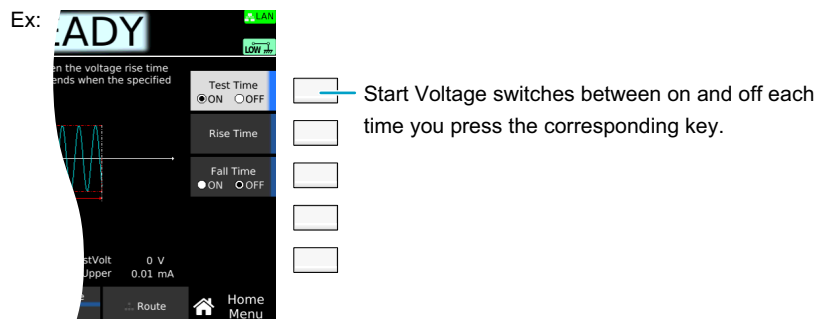 Ex:
ADY
LAN
LOW
en the voltage rise time
ends when the specified
Test Time
ON OFF
Start Voltage switches between on and off each
time you press the corresponding key.
Rise Time
Fall Time
ON OFF
stVolt 0 V
Upper 0.01 mA
Route
Home
Menu